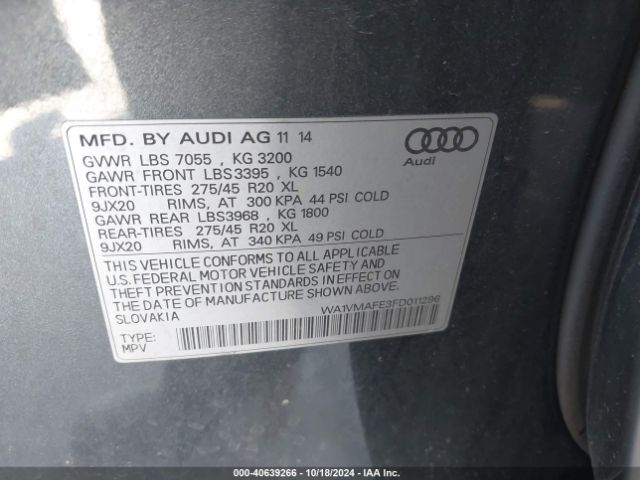 MFD. BY AUDI AG 11 14
GVWR LBS 7055 , KG 3200
GAWR FRONT LBS3395 , KG 1540
FRONT-TIRES 275/45 R20 XL
9JX20 RIMS, AT 300 KPA 44 PSI COLD
GAWR REAR LBS3968 , KG 1800
REAR-TIRES 275/45 R20 XL
9JX20 RIMS, AT 340 KPA 49 PSI COLD
THIS VEHICLE CONFORMS TO ALL APPLICABLE
U.S. FEDERAL MOTOR VEHICLE SAFETY AND
THEFT PREVENTION STANDARDS IN EFFECT ON
THE DATE OF MANUFACTURE SHOWN ABOVE.
SLOVAKIA WA1VMAFE3FD011296
TYPE:
MPV
Audi
000-40639266 - 10/18/2024 - IAA Inc.